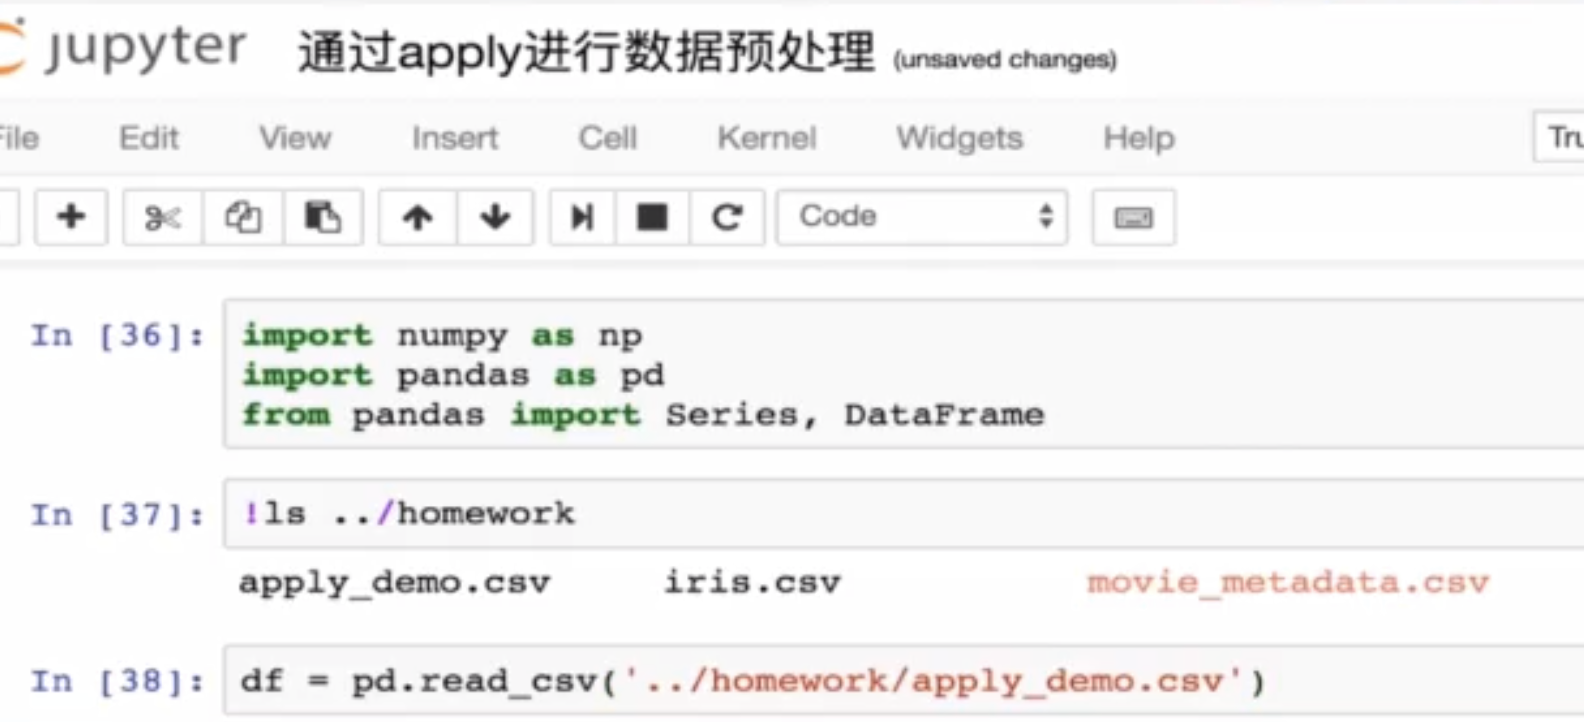 jupyter 通过apply进行数据预处理 (unsaved changes)
File Edit View Insert Cell Kernel Widgets Help
Code
In [36]: import numpy as np
import pandas as pd
from pandas import Series, DataFrame
In [37]: !ls ../homework
apply_demo.csv iris.csv movie_metadata.csv
In [38]: df = pd.read_csv('../homework/apply_demo.csv')